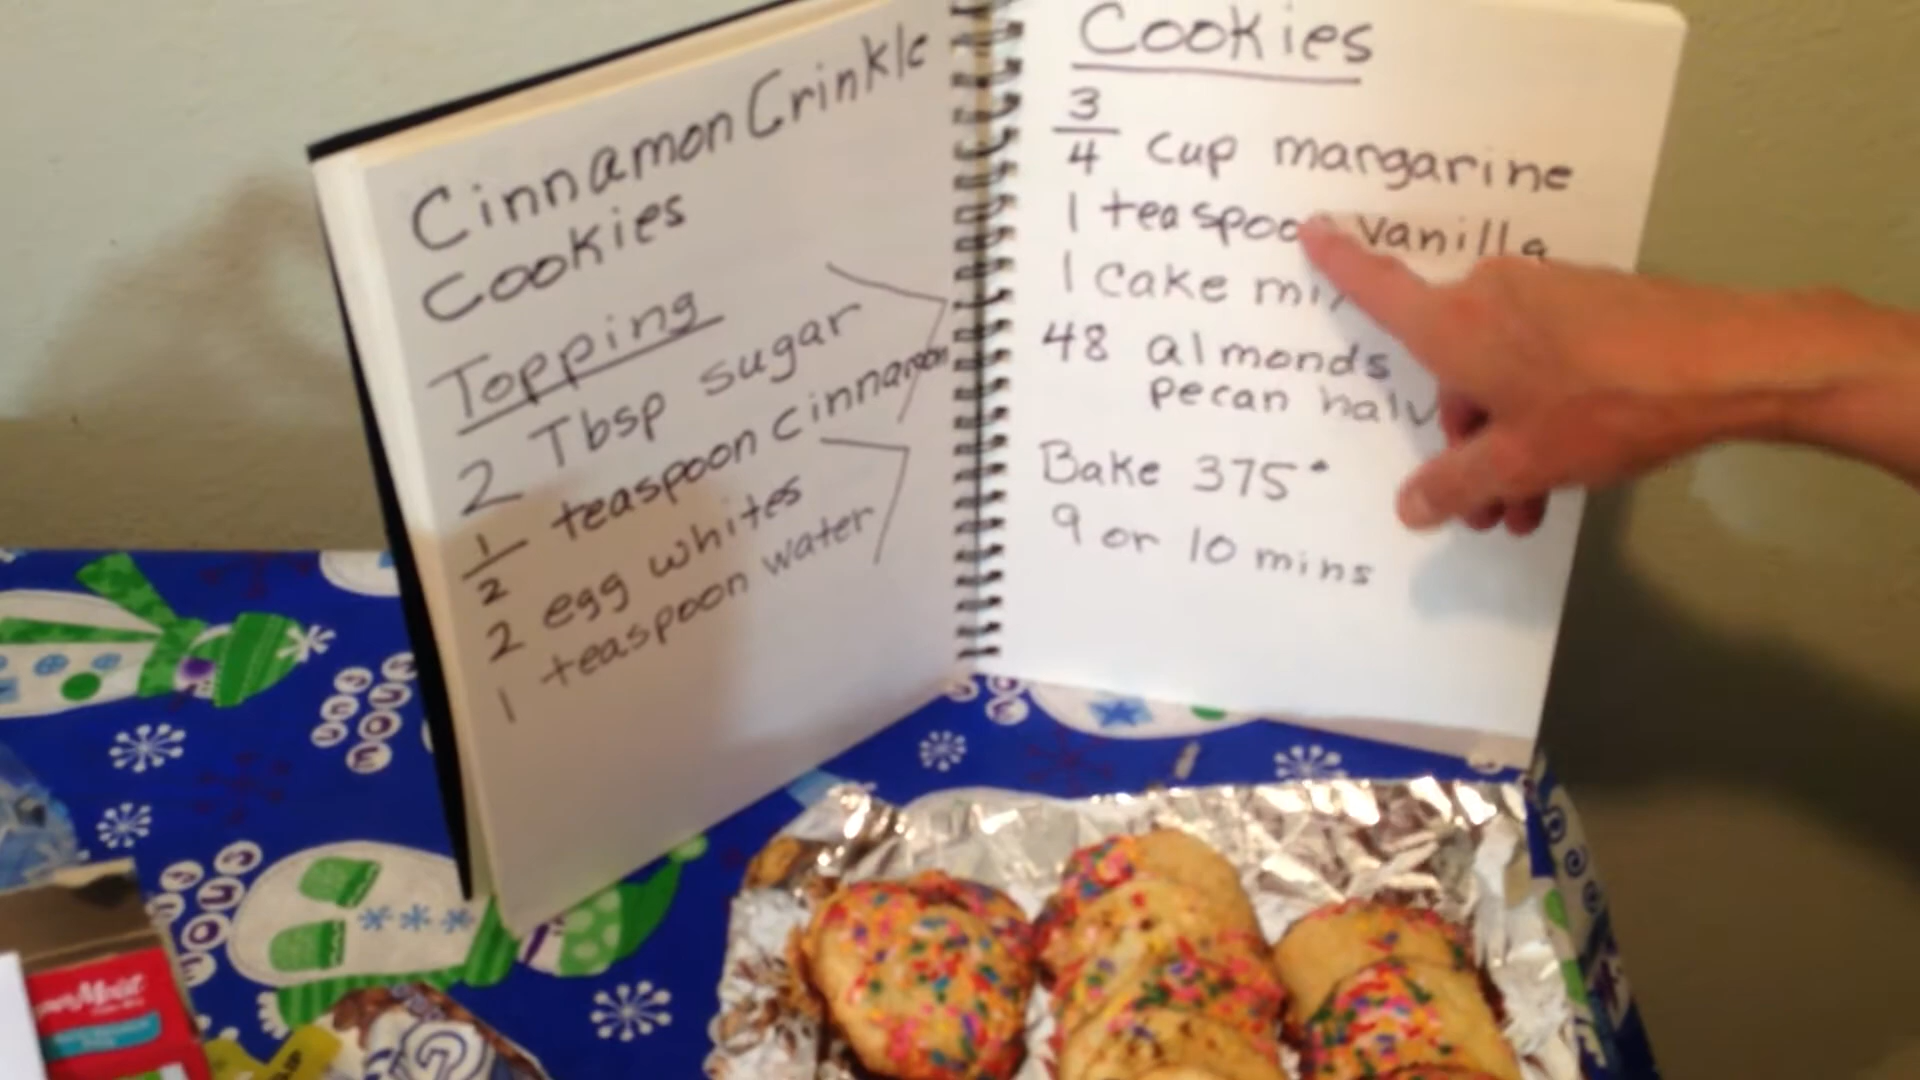 Cinnamon Crinkle
Cookies
Topping
2 Tbsp sugar
1/2 teaspoon cinnamon
2 egg whites
1 teaspoon water
Cookies
3/4 cup margarine
1 teaspoon vanilla
1 cake mix
48 almonds
pecan
Bake 375°
9 or 10 mins